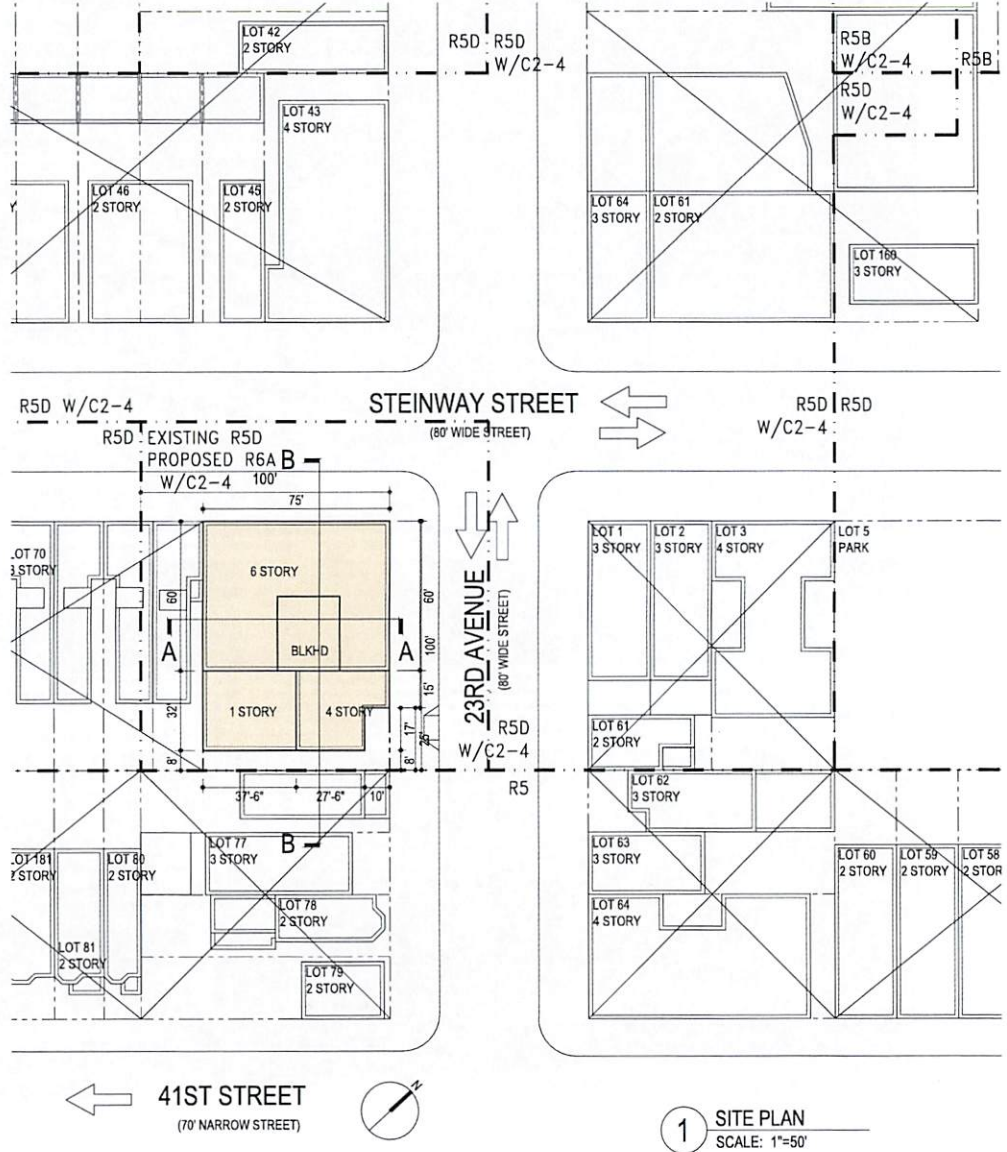 LOT 42
2 STORY
R5D
R5D
W/C2-4
R5B
W/C2-4
R5B
R5D
W/C2-4
LOT 43
4 STORY
LOT 46
2 STORY
LOT 45
2 STORY
LOT 64
3 STORY
LOT 61
2 STORY
LOT 160
3 STORY
R5D W/C2-4
STEINWAY STREET
(80' WIDE STREET)
R5D
R5D
W/C2-4
R5D
EXISTING R5D
PROPOSED R6A
W/C2-4
B
100'
75'
LOT 70
3 STORY
6 STORY
60'
60'
100'
A
A
BLKHD
23RD AVENUE
(80' WIDE STREET)
LOT 1
3 STORY
LOT 2
3 STORY
LOT 3
4 STORY
LOT 5
PARK
32'
1 STORY
4 STORY
15'
17'
25'
8'
8'
R5D
W/C2-4
LOT 61
2 STORY
R5
37'-6"
27'-6"
10'
LOT 62
3 STORY
B
LOT 77
3 STORY
LOT 63
3 STORY
LOT 181
2 STORY
LOT 80
2 STORY
LOT 60
2 STORY
LOT 59
2 STORY
LOT 58
2 STOR
LOT 78
2 STORY
LOT 64
4 STORY
LOT 81
2 STORY
LOT 79
2 STORY
41ST STREET
(70' NARROW STREET)
N
1
SITE PLAN
SCALE: 1"=50'